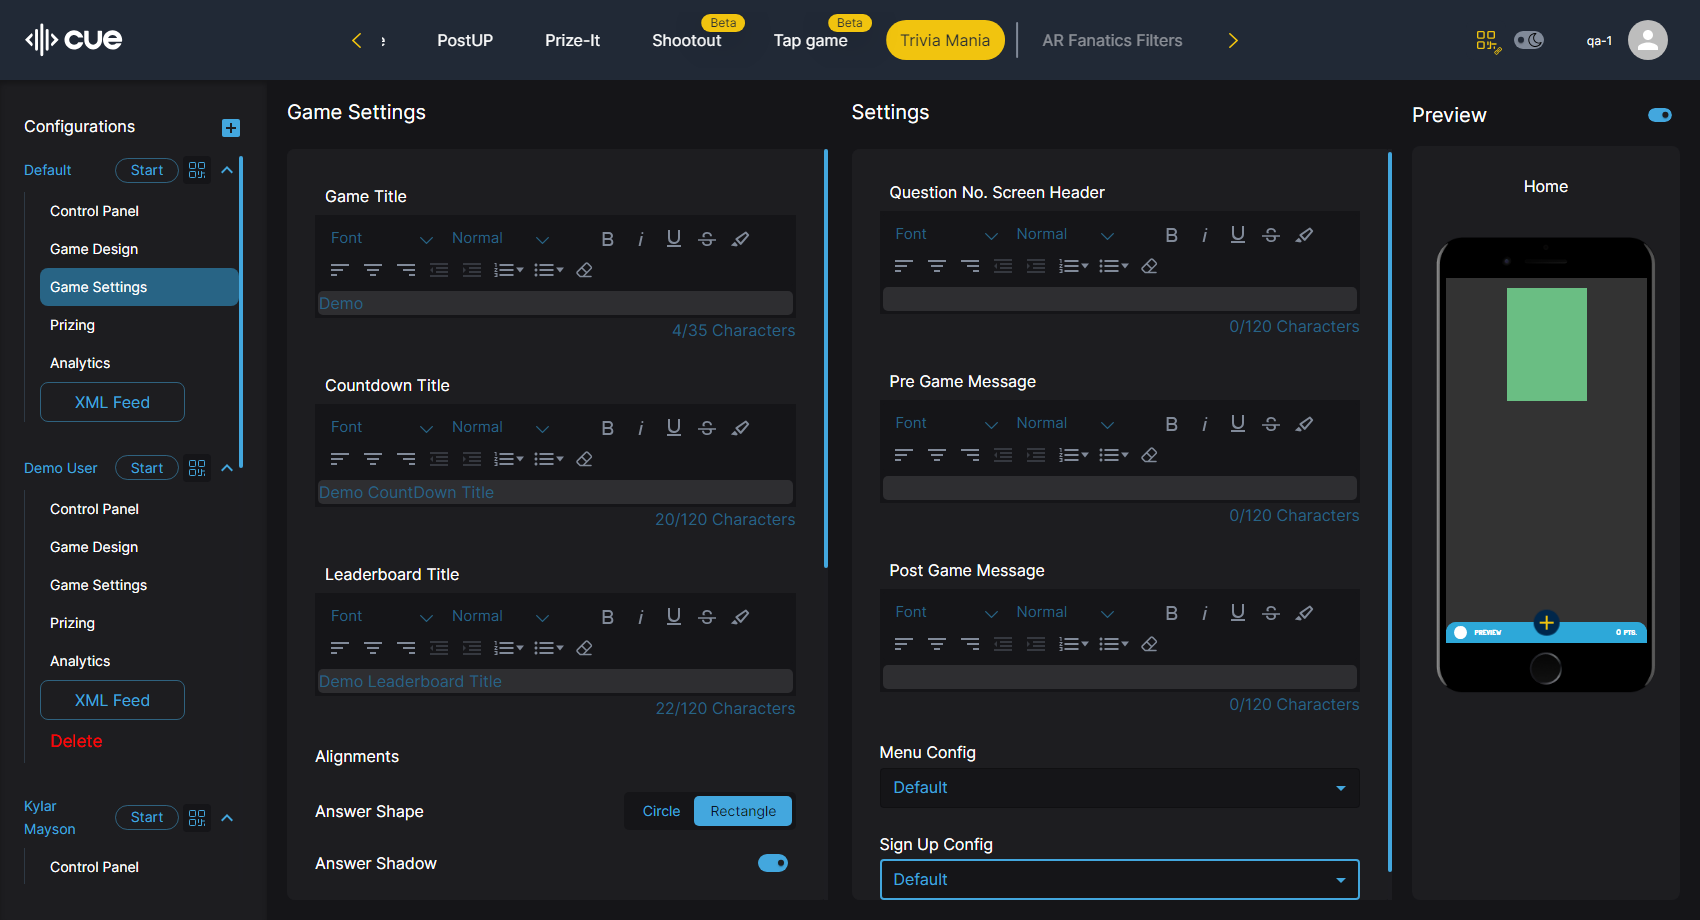 cue
PostUP
Prize-It
Beta
Shootout
Beta
Tap game
Trivia Mania
AR Fanatics Filters
qa-1
Configurations
Default
Start
Control Panel
Game Design
Game Settings
Prizing
Analytics
XML Feed
Demo User
Start
Control Panel
Game Design
Game Settings
Prizing
Analytics
XML Feed
Delete
Kylar
Mayson
Start
Control Panel
Game Settings
Game Title
Font Normal B i U S
Demo
4/35 Characters
Countdown Title
Font Normal B i U S
Demo CountDown Title
20/120 Characters
Leaderboard Title
Font Normal B i U S
Demo Leaderboard Title
22/120 Characters
Alignments
Answer Shape
Circle Rectangle
Answer Shadow
Settings
Question No. Screen Header
Font Normal B i U S
0/120 Characters
Pre Game Message
Font Normal B i U S
0/120 Characters
Post Game Message
Font Normal B i U S
0/120 Characters
Menu Config
Default
Sign Up Config
Default
Preview
Home
PREVIEW
0 PTS.